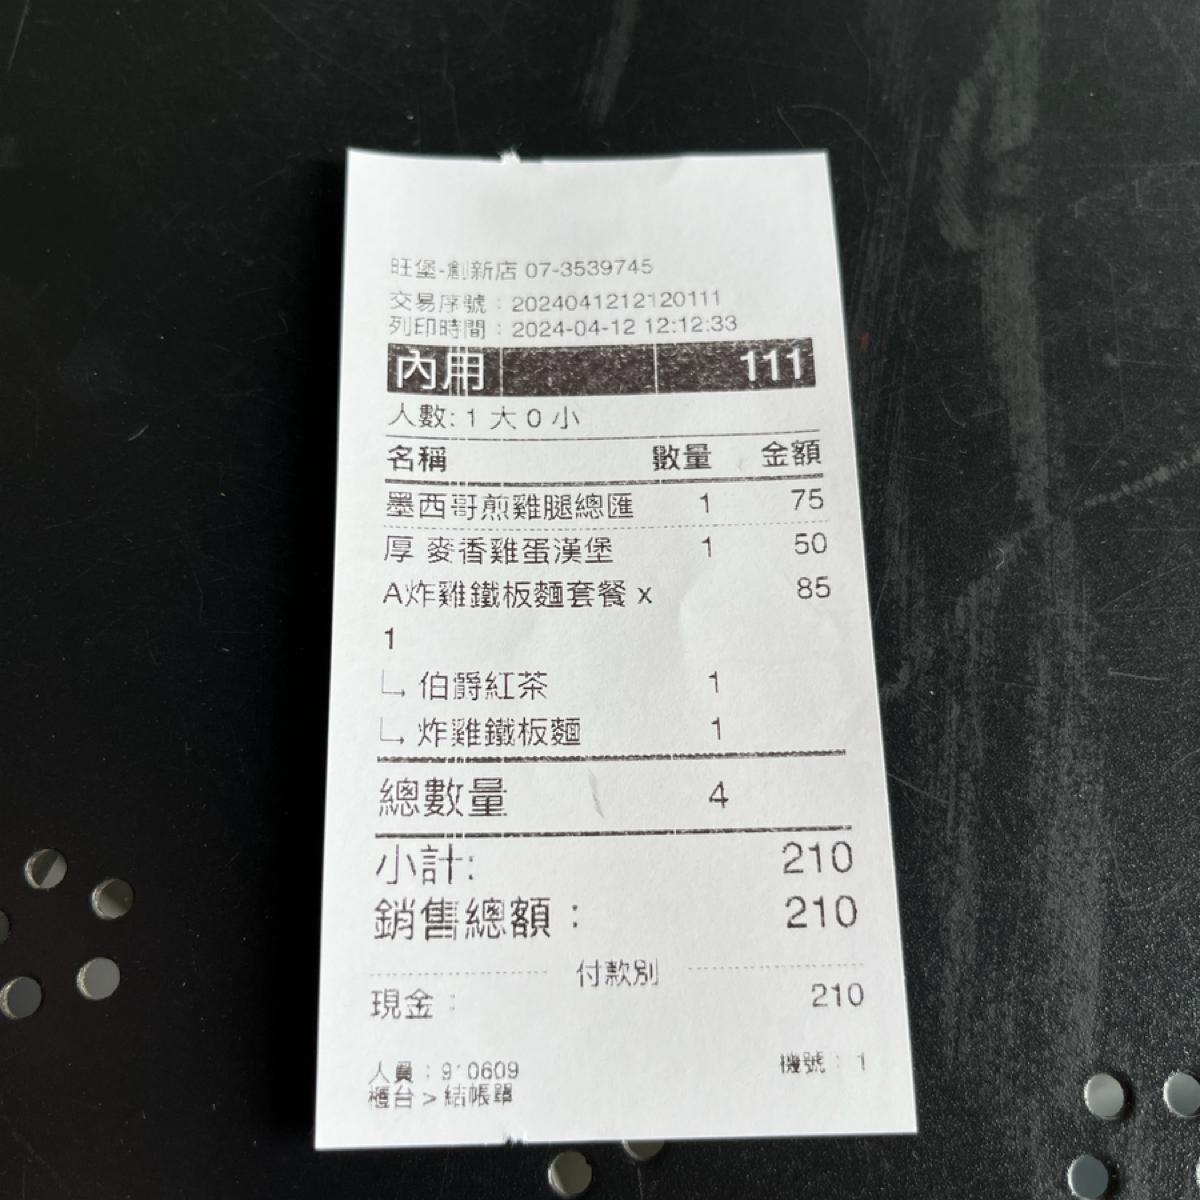 旺堡-創新店 07-3539745
交易序號：2024041212120111
列印時間：2024-04-12 12:12:33
內用 111
人數: 1 大 0 小
名稱 數量 金額
墨西哥煎雞腿總匯 1 75
厚 麥香雞蛋漢堡 1 50
A炸雞鐵板麵套餐 x 85
1
└ 伯爵紅茶 1
└ 炸雞鐵板麵 1
總數量 4
小計: 210
銷售總額： 210
付款別
現金： 210
人員：910609 機號：1
櫃台 > 結帳單